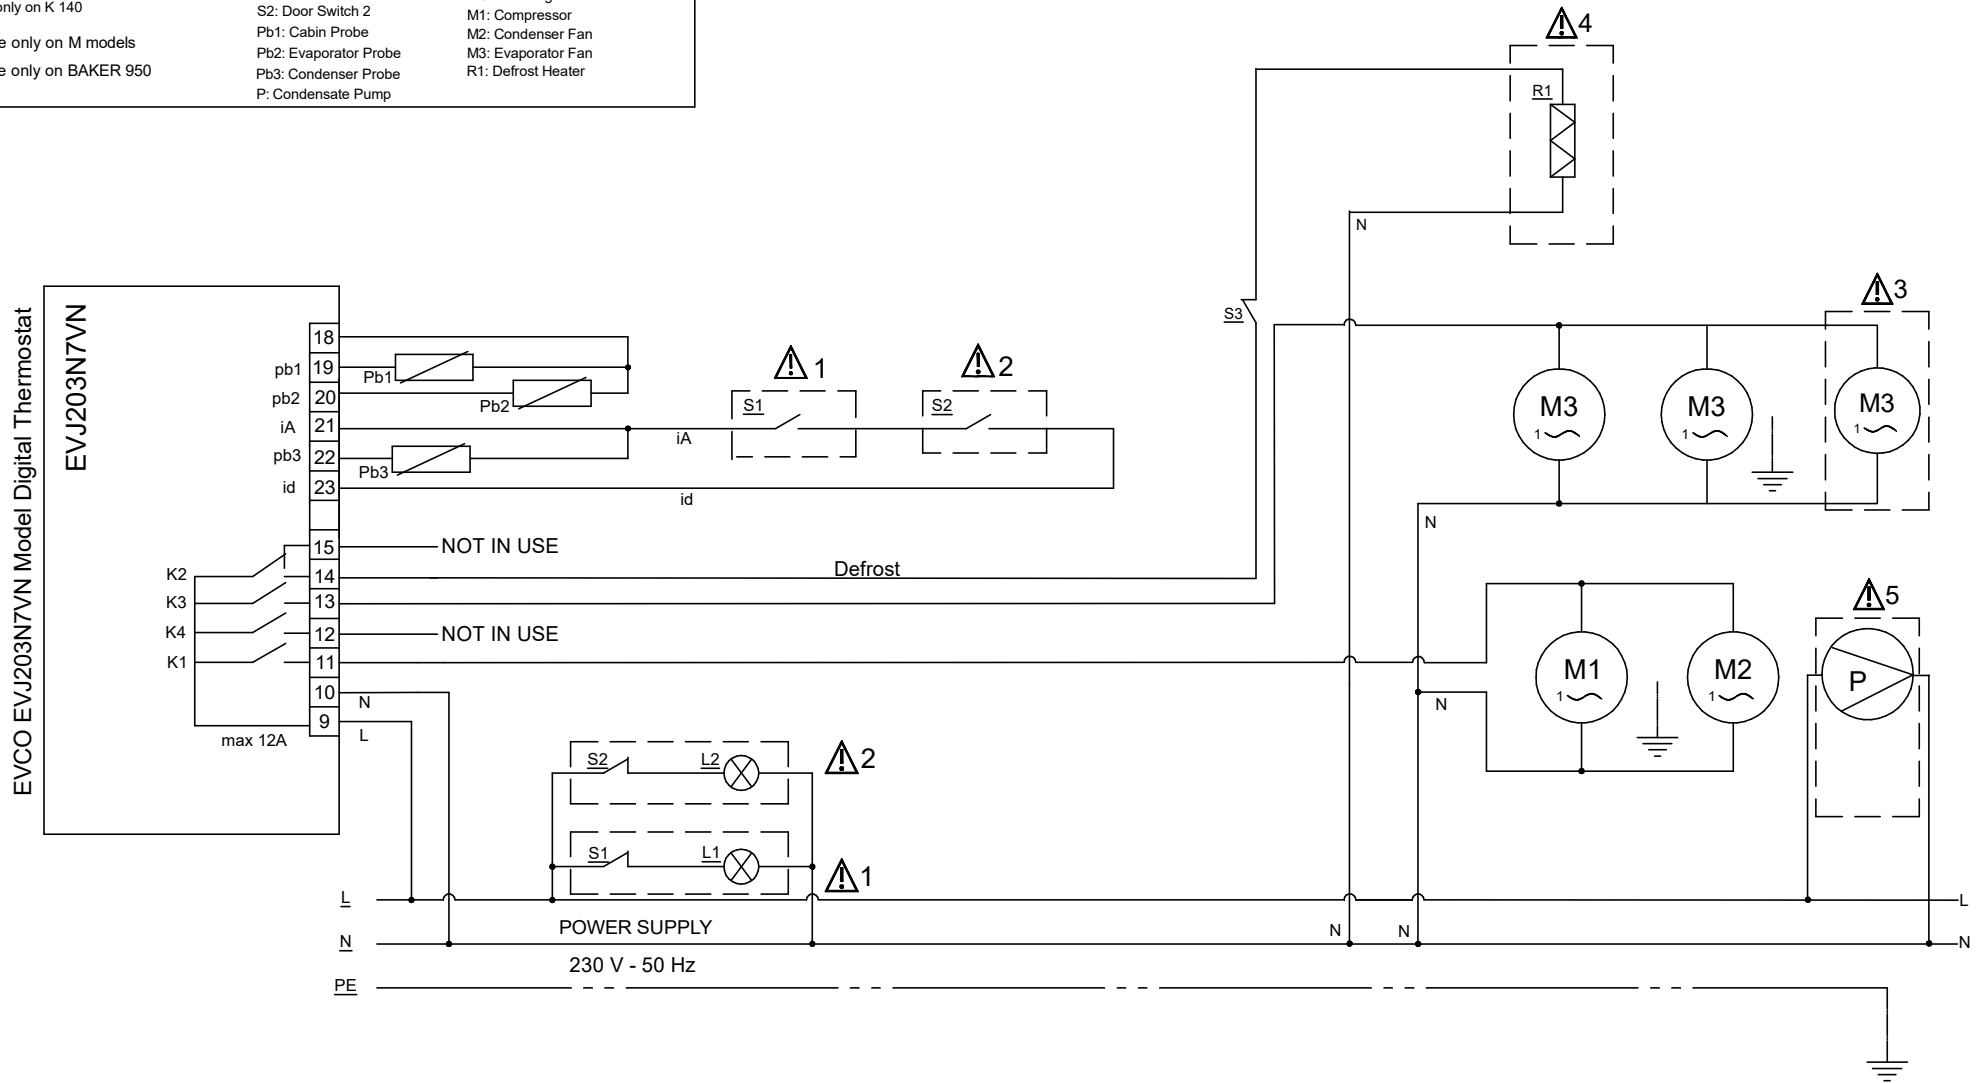 only on K 140
e only on M models
e only on BAKER 950
S2: Door Switch 2
Pb1: Cabin Probe
Pb2: Evaporator Probe
Pb3: Condenser Probe
P: Condensate Pump
M1: Compressor
M2: Condenser Fan
M3: Evaporator Fan
R1: Defrost Heater
4
R1
N
S3
3
M3
1
M3
1
M3
1
N
EVCO EVJ203N7VN Model Digital Thermostat
EVJ203N7VN
18
pb1 19
pb2 20
iA 21
pb3 22
id 23
15
14
13
12
11
10
9
Pb1
Pb2
Pb3
iA
id
1
S1
2
S2
NOT IN USE
Defrost
NOT IN USE
K2
K3
K4
K1
max 12A
N
L
N
M1
1
M2
1
5
P
S2
L2
2
S1
L1
1
L
POWER SUPPLY
N
230 V - 50 Hz
PE
N
N
L
N